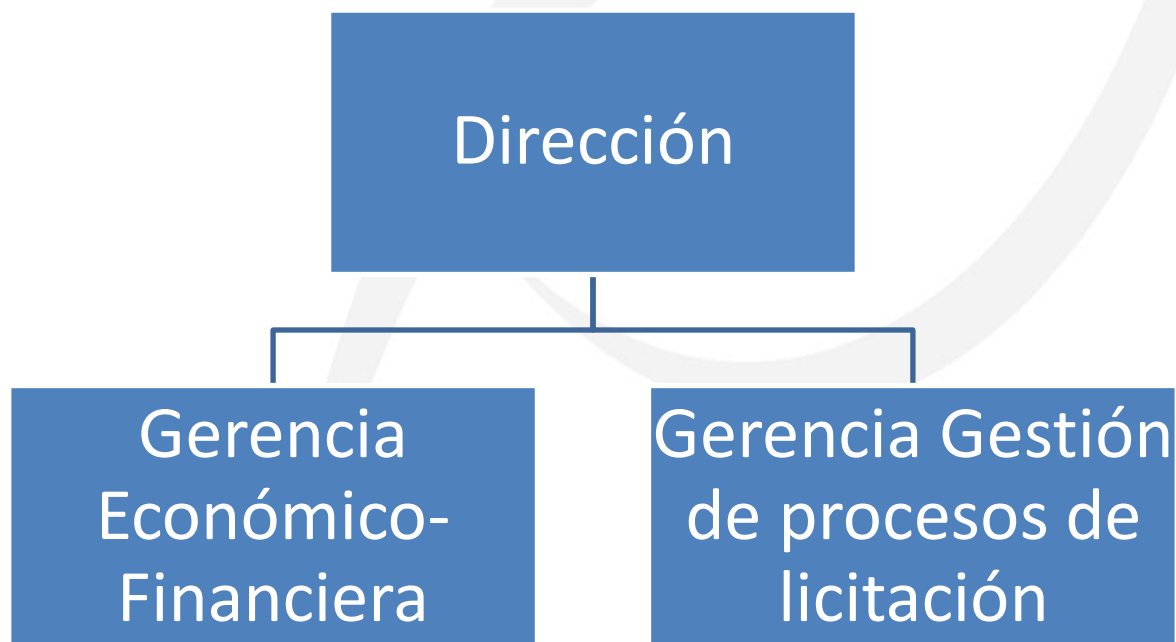 Dirección
Gerencia
Económico-
Financiera
Gerencia Gestión
de procesos de
licitación